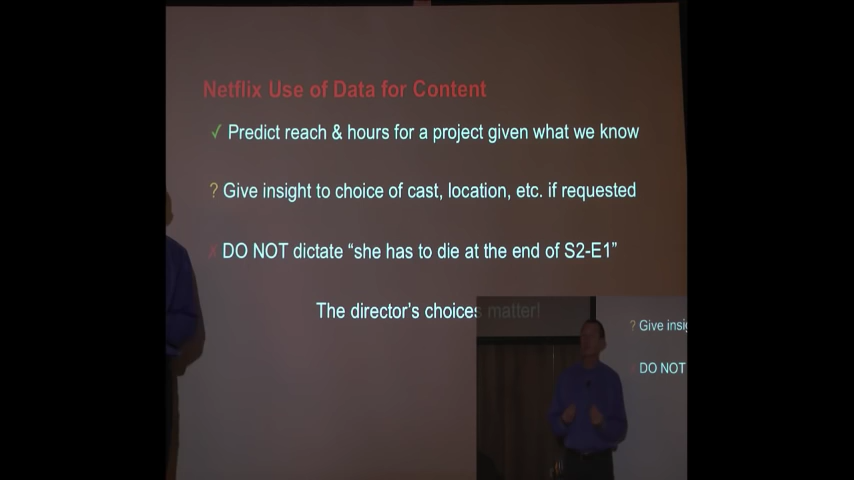 Netflix Use of Data for Content
✓ Predict reach & hours for a project given what we know
? Give insight to choice of cast, location, etc. if requested
✗ DO NOT dictate “she has to die at the end of S2-E1”
The director’s choices matter!
? Give insig
DO NOT